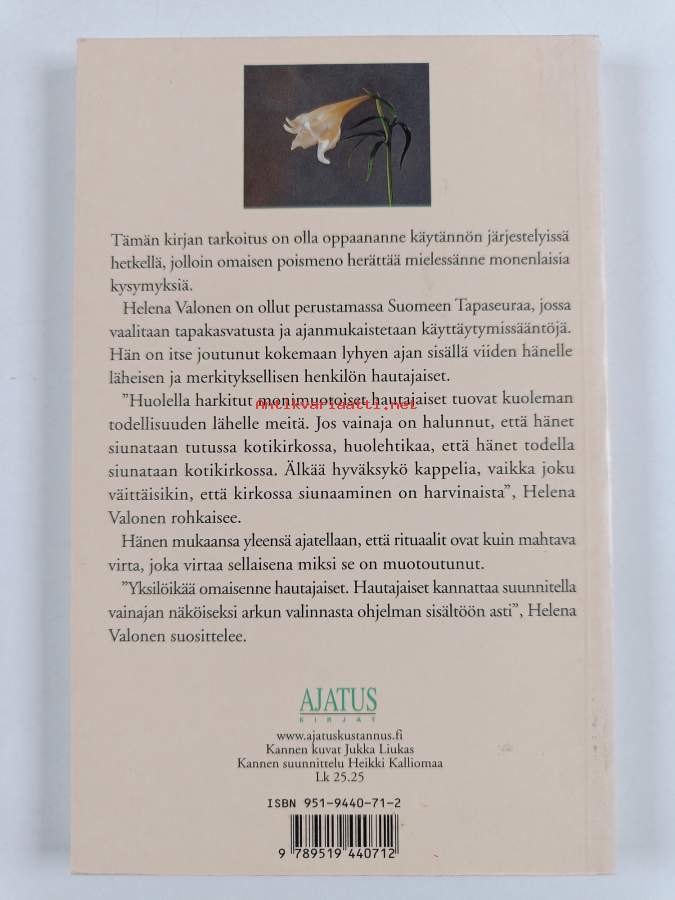 Tämän kirjan tarkoitus on olla oppaananne käytännön järjestelyissä
hetkellä, jolloin omaisen poismeno herättää mielessänne monenlaisia
kysymyksiä.
Helena Valonen on ollut perustamassa Suomeen Tapaseuraa, jossa
vaalitaan tapakasvatusta ja ajanmukaistetaan käyttäytymissääntöjä.
Hän on itse joutunut kokemaan lyhyen ajan sisällä viiden hänelle
läheisen ja merkityksellisen henkilön hautajaiset.
”Huolella harkitut monimuotoiset hautajaiset tuovat kuoleman
Antikvariaatti.net
todellisuuden lähelle meitä. Jos vainaja on halunnut, että hänet
siunataan tutussa kotikirkossa, huolehtikaa, että hänet todella
siunataan kotikirkossa. Älkää hyväksykö kappelia, vaikka joku
väittäisikin, että kirkossa siunaaminen on harvinaista”, Helena
Valonen rohkaisee.
Hänen mukaansa yleensä ajatellaan, että rituaalit ovat kuin mahtava
virta, joka virtaa sellaisena miksi se on muotoutunut.
”Yksilöikää omaisenne hautajaiset. Hautajaiset kannattaa suunnitella
vainajan näköiseksi arkun valinnasta ohjelman sisältöön asti”, Helena
Valonen suosittelee.
AJATUS
KIRJAT
www.ajatuskustannus.fi
Kannen kuvat Jukka Liukas
Kannen suunnittelu Heikki Kalliomaa
Lk 25.25
ISBN 951-9440-71-2
9 789519 440712